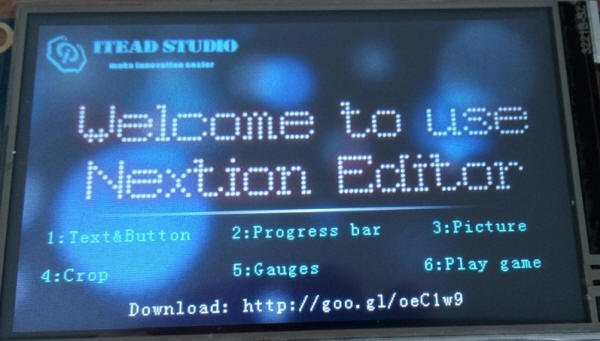 ITEAD STUDIO
make innovation easier
Welcome to use
Nextion Editor
1:Text&Button 2:Progress bar 3:Picture
4:Crop 5:Gauges 6:Play game
Download: http://goo.gl/oeC1w9